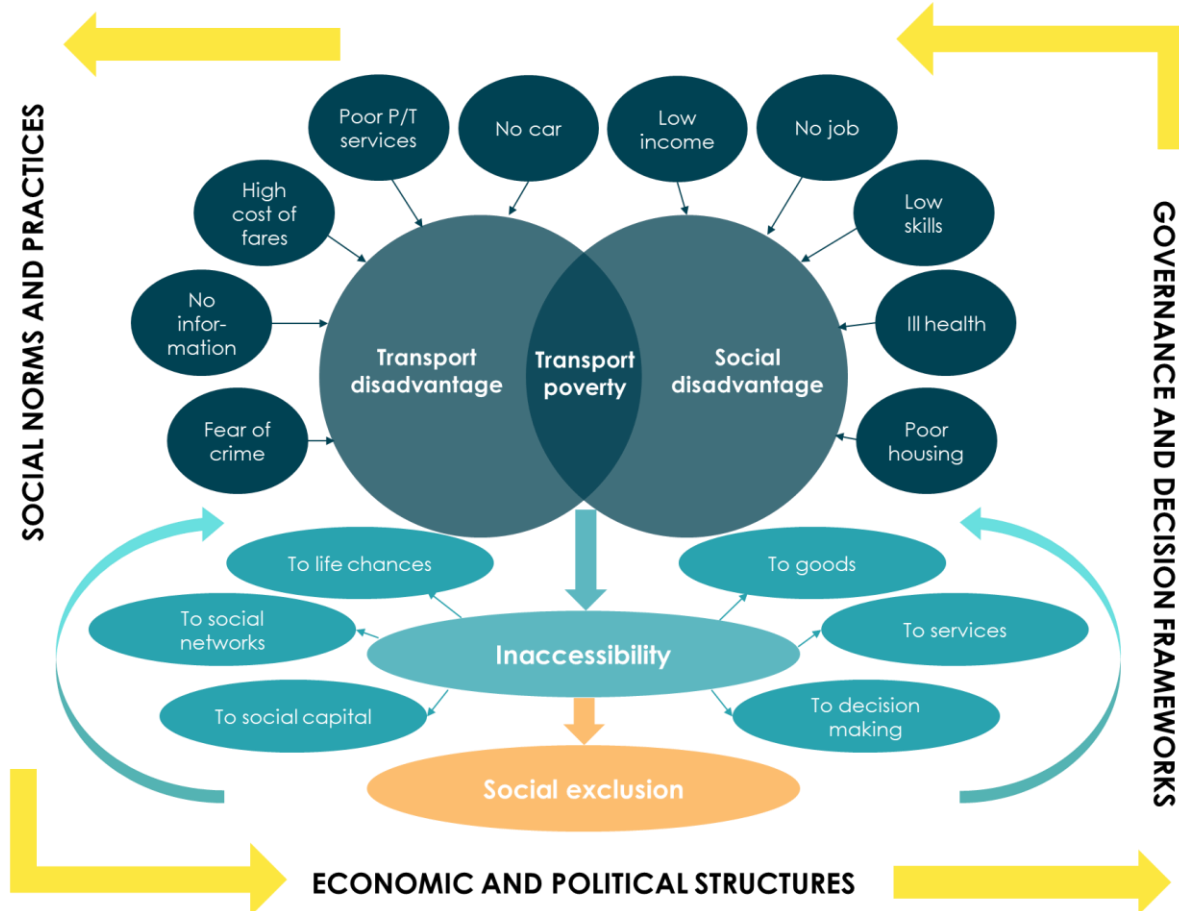 SOCIAL NORMS AND PRACTICES
Poor P/T
services
No car
Low
income
No job
High
cost of
fares
Low
skills
No
infor-
mation
Ill health
Fear of
crime
Poor
housing
Transport
disadvantage
Transport
poverty
Social
disadvantage
GOVERNANCE AND DECISION FRAMEWORKS
To life chances
To goods
To social
networks
Inaccessibility
To services
To social capital
To decision
making
Social exclusion
ECONOMIC AND POLITICAL STRUCTURES